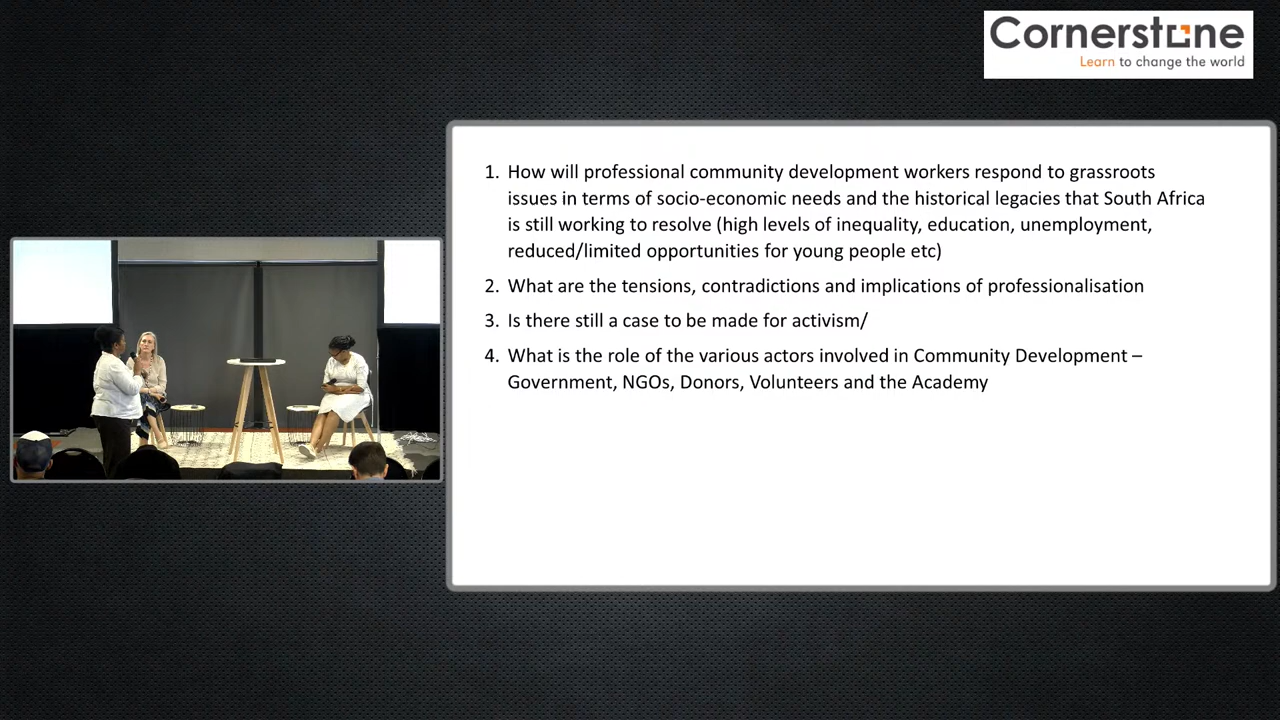 Cornerstone
Learn to change the world
1. How will professional community development workers respond to grassroots
issues in terms of socio-economic needs and the historical legacies that South Africa
is still working to resolve (high levels of inequality, education, unemployment,
reduced/limited opportunities for young people etc)
2. What are the tensions, contradictions and implications of professionalisation
3. Is there still a case to be made for activism/
4. What is the role of the various actors involved in Community Development –
Government, NGOs, Donors, Volunteers and the Academy